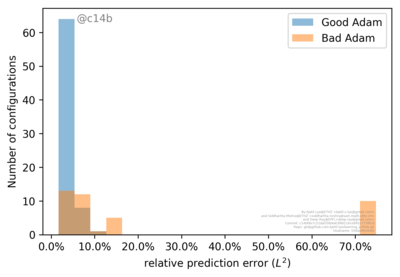 @c14b
Good Adam
Bad Adam
Number of configurations
60
50
40
30
20
10
0
0.0% 10.0% 20.0% 30.0% 40.0% 50.0% 60.0% 70.0%
relative prediction error (L²)